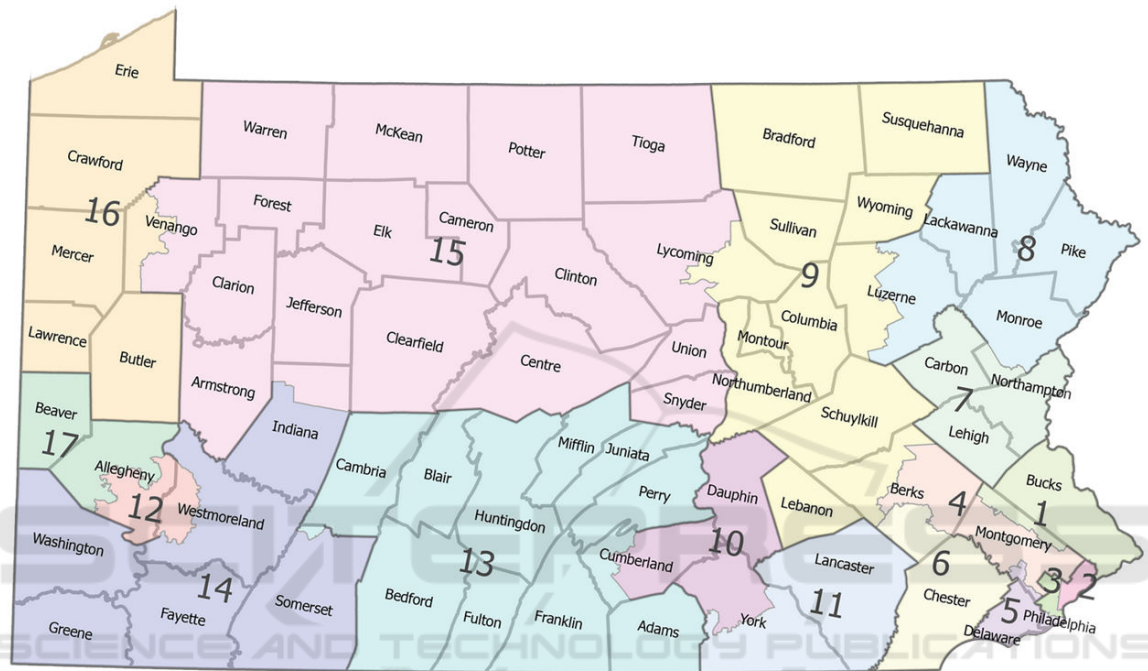 Erie
Warren
McKean
Potter
Tioga
Bradford
Susquehanna
Wayne
Crawford
16
Venango
Forest
Elk
Cameron
15
Lycoming
Sullivan
Wyoming
Lackawanna
8
Pike
Mercer
Clarion
Jefferson
Clinton
9
Luzerne
Monroe
Lawrence
Butler
Armstrong
Clearfield
Centre
Union
Montour
Columbia
Carbon
Northampton
Beaver
17
Snyder
Northumberland
Schuylkill
7
Lehigh
Allegheny
12
Indiana
Cambria
Blair
Mifflin
Juniata
Perry
Dauphin
Lebanon
Berks
4
Bucks
1
Westmoreland
Huntingdon
Washington
13
Cumberland
10
Lancaster
6
Montgomery
3
2
14
Fayette
Somerset
Bedford
Fulton
Franklin
Adams
York
11
Chester
5
Philadelphia
Delaware
Greene
SCITEPRESS
SCIENCE AND TECHNOLOGY PUBLICATIONS